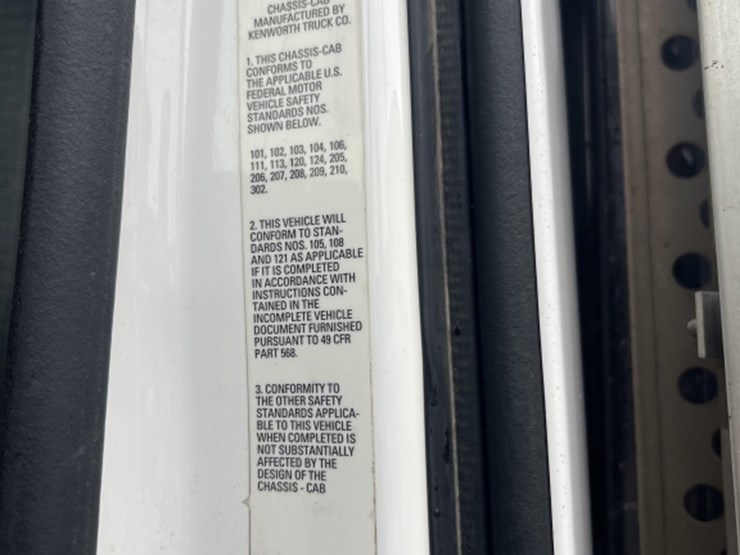 CHASSIS-CAB
MANUFACTURED BY
KENWORTH TRUCK CO.
1. THIS CHASSIS-CAB
CONFORMS TO
THE APPLICABLE U.S.
FEDERAL MOTOR
VEHICLE SAFETY
STANDARDS NOS.
SHOWN BELOW.
101, 102, 103, 104, 106,
111, 113, 120, 124, 205,
206, 207, 208, 209, 210,
302.
2. THIS VEHICLE WILL
CONFORM TO STAN-
DARDS NOS. 105, 108
AND 121 AS APPLICABLE
IF IT IS COMPLETED
IN ACCORDANCE WITH
INSTRUCTIONS CON-
TAINED IN THE
INCOMPLETE VEHICLE
DOCUMENT FURNISHED
PURSUANT TO 49 CFR
PART 568.
3. CONFORMITY TO
THE OTHER SAFETY
STANDARDS APPLICA-
BLE TO THIS VEHICLE
WHEN COMPLETED IS
NOT SUBSTANTIALLY
AFFECTED BY THE
DESIGN OF THE
CHASSIS - CAB